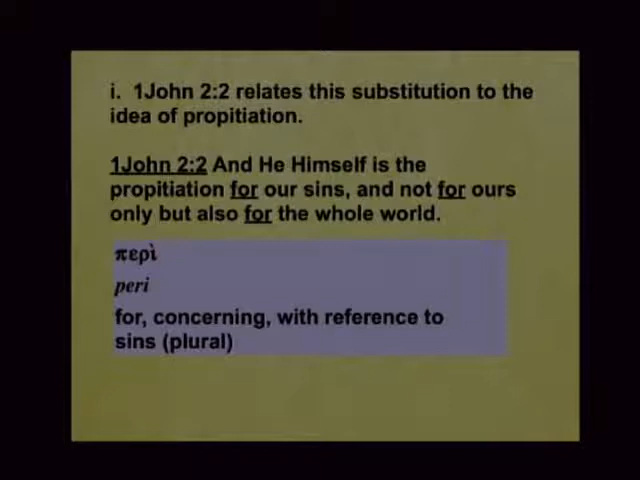 i. 1John 2:2 relates this substitution to the
idea of propitiation.
1John 2:2 And He Himself is the
propitiation for our sins, and not for ours
only but also for the whole world.
περὶ
peri
for, concerning, with reference to
sins (plural)